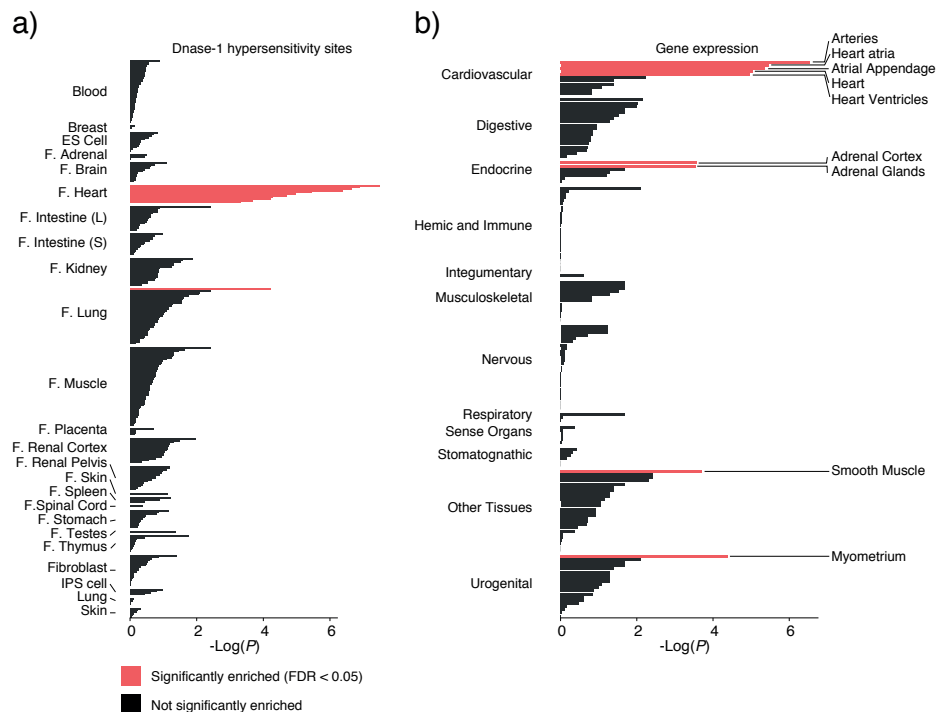 a)
Dnase-1 hypersensitivity sites
Blood
Breast
ES Cell
F. Adrenal
F. Brain
F. Heart
F. Intestine (L)
F. Intestine (S)
F. Kidney
F. Lung
F. Muscle
F. Placenta
F. Renal Cortex
F. Renal Pelvis
F. Skin
F. Spleen
F.Spinal Cord
F. Stomach
F. Testes
F. Thymus
Fibroblast
IPS cell
Lung
Skin
0 2 4 6
-Log(P)
Significantly enriched (FDR < 0.05)
Not significantly enriched
b)
Gene expression
Cardiovascular
Digestive
Endocrine
Hemic and Immune
Integumentary
Musculoskeletal
Nervous
Respiratory
Sense Organs
Stomatognathic
Other Tissues
Urogenital
Arteries
Heart atria
Atrial Appendage
Heart
Heart Ventricles
Adrenal Cortex
Adrenal Glands
Smooth Muscle
Myometrium
0 2 4 6
-Log(P)